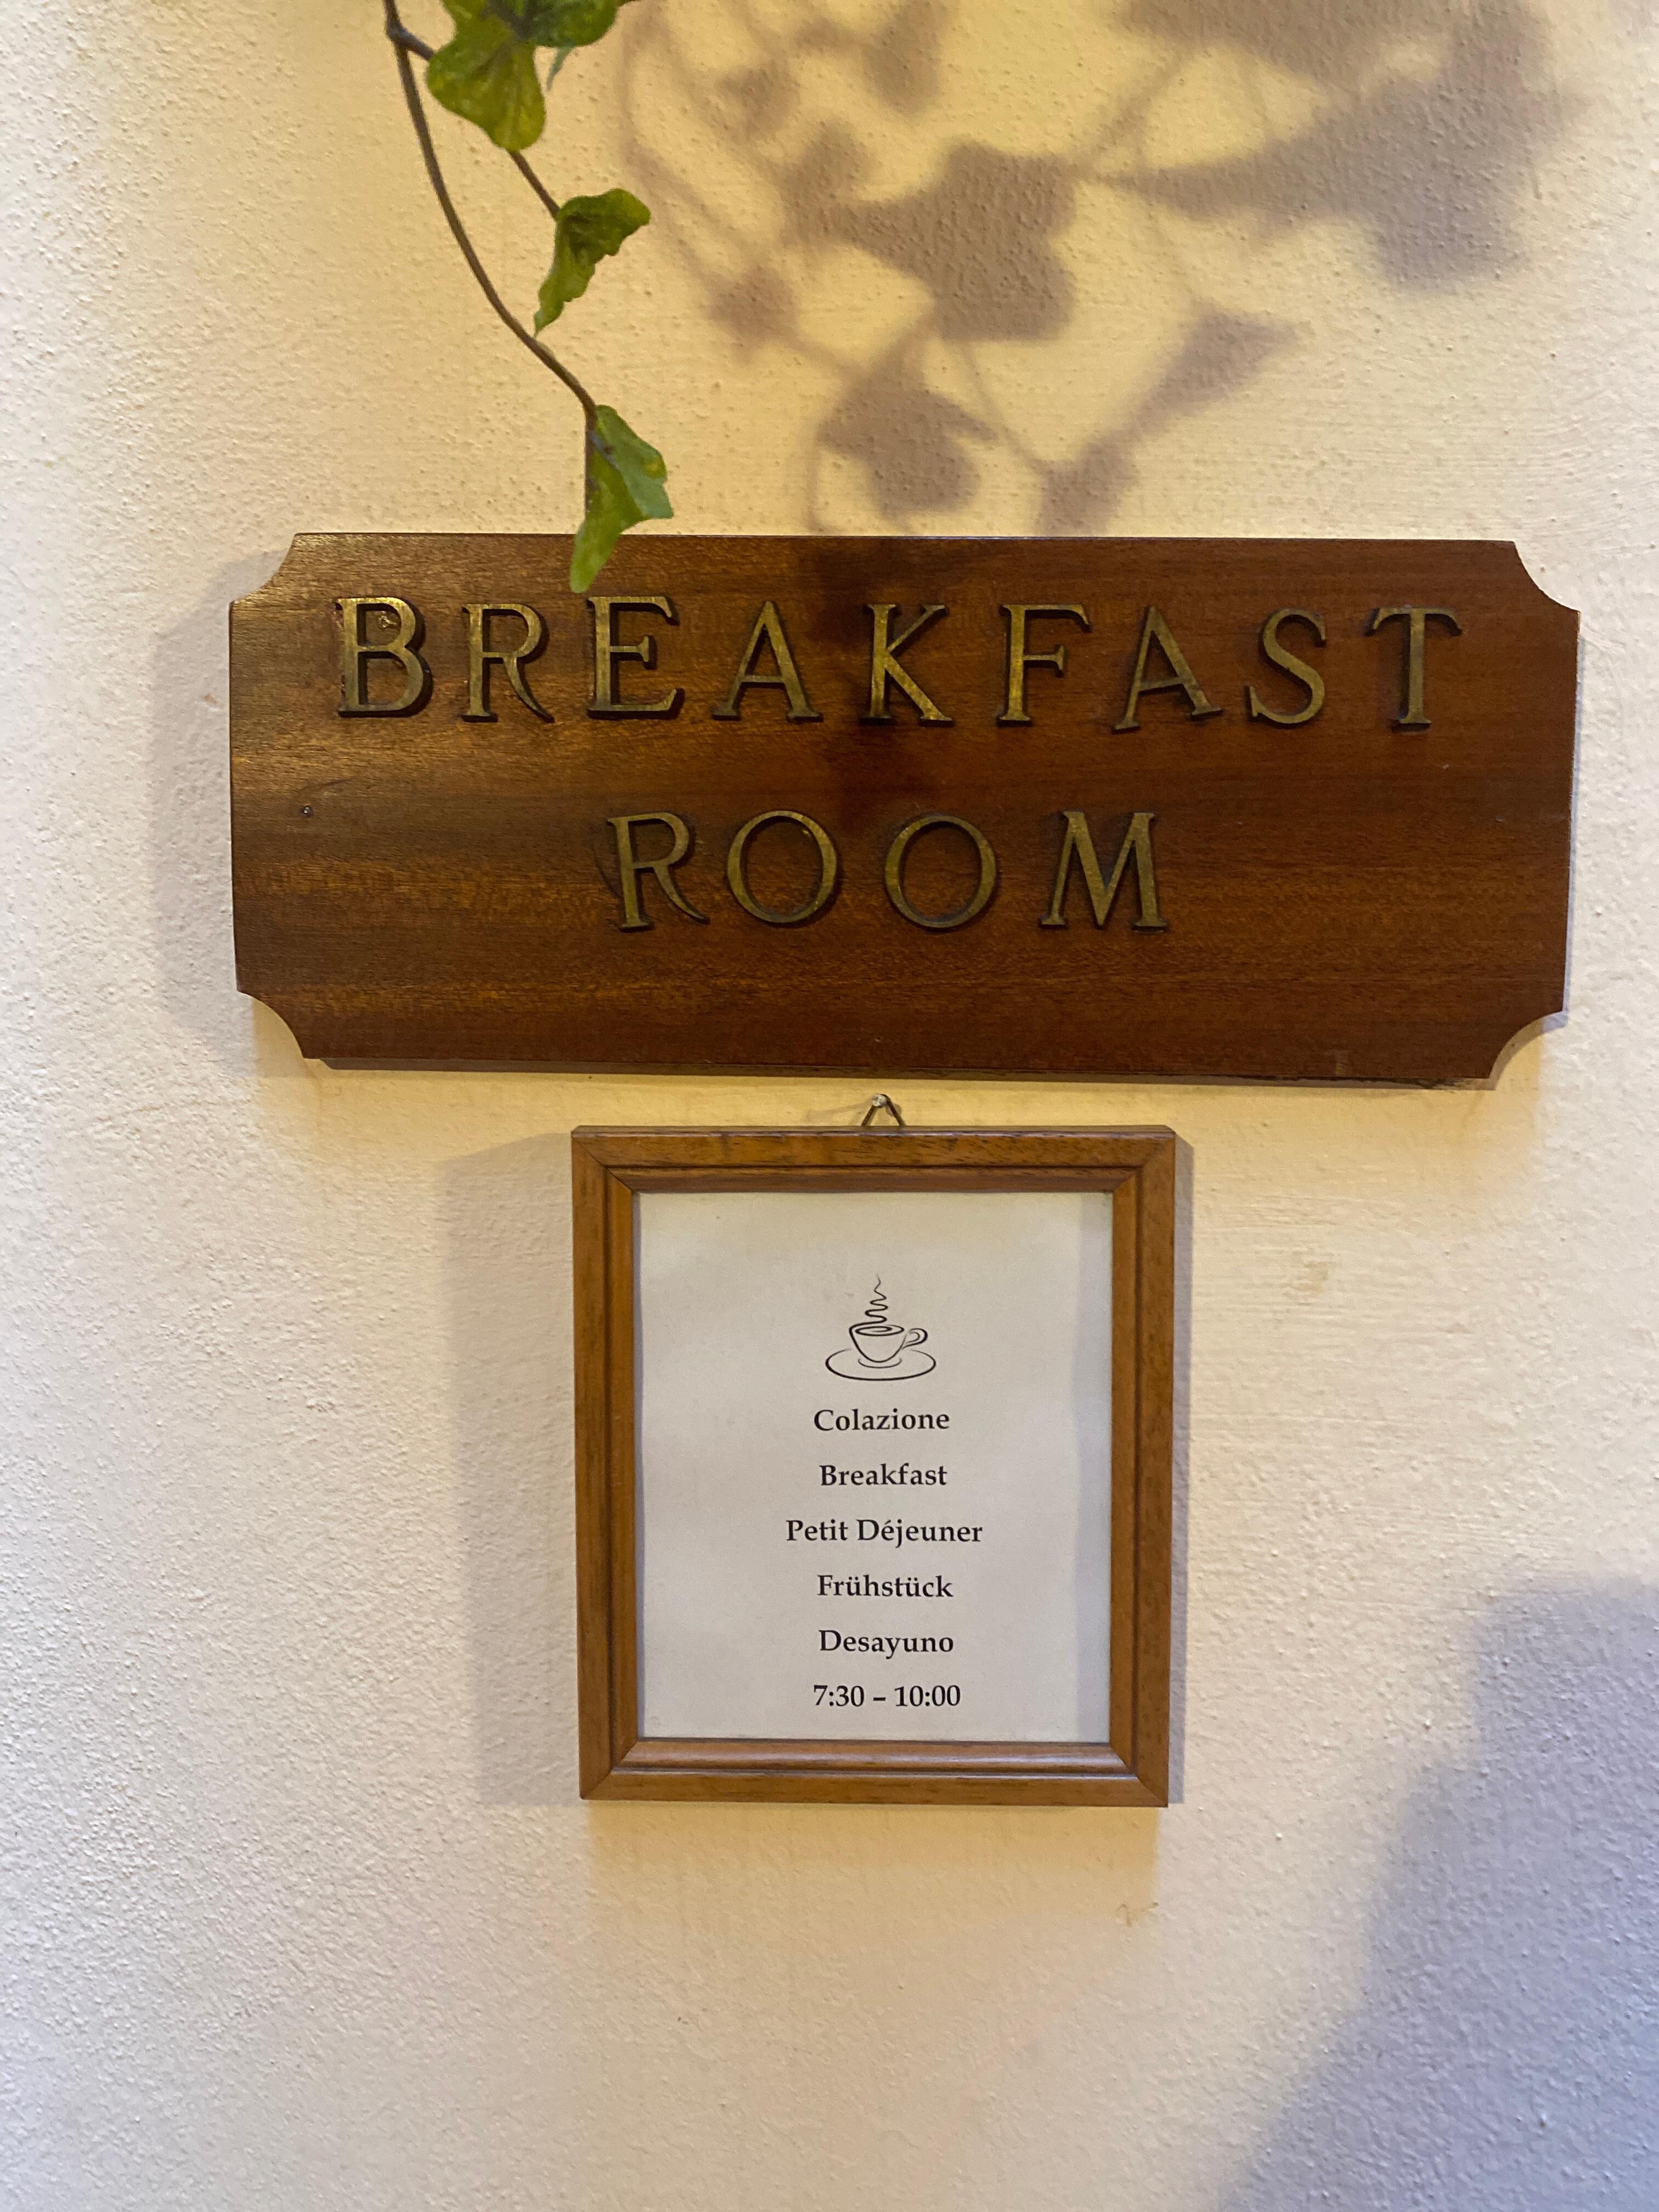 BREAKFAST
ROOM
Colazione
Breakfast
Petit Déjeuner
Frühstück
Desayuno
7:30 – 10:00